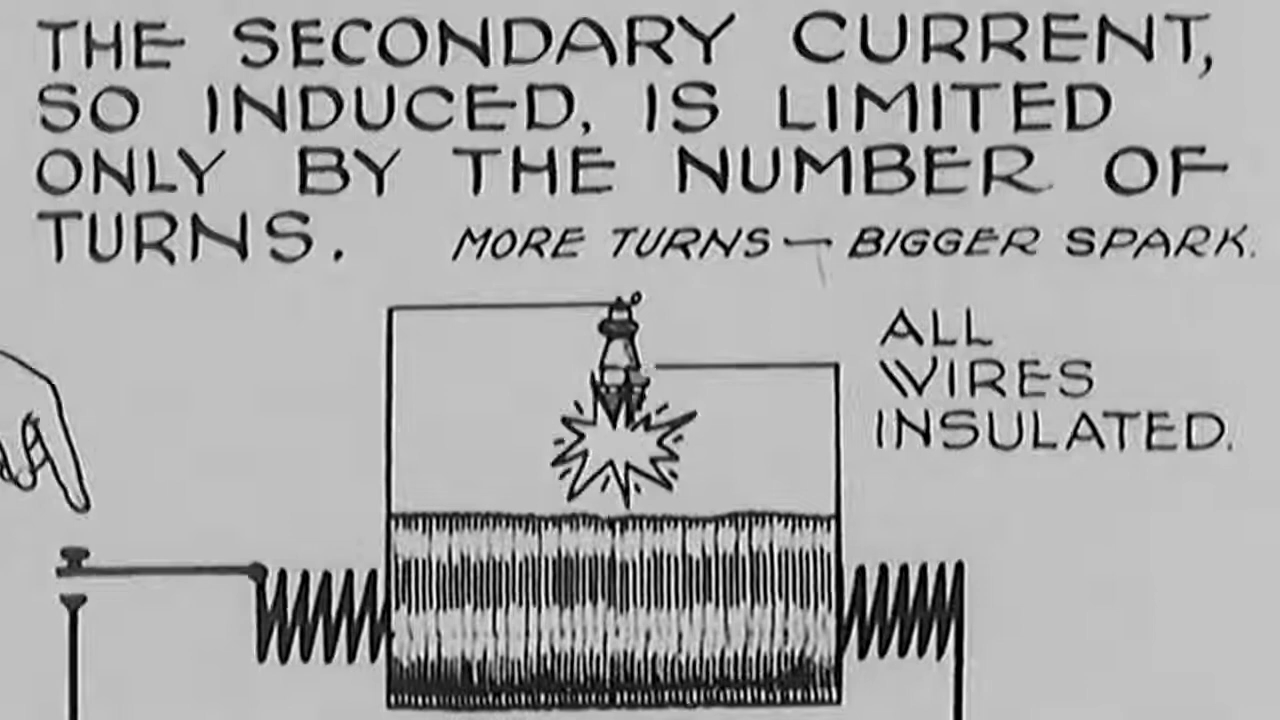 THE SECONDARY CURRENT,
SO INDUCED, IS LIMITED
ONLY BY THE NUMBER OF
TURNS. MORE TURNS — BIGGER SPARK.
ALL
WIRES
INSULATED.